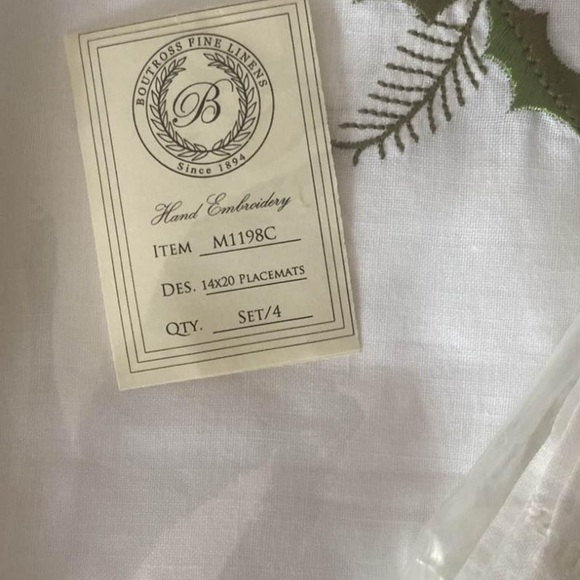 BOUTROSS FINE LINENS
B
Since 1894
Hand Embroidery
ITEM M1198C
DES. 14X20 PLACEMATS
QTY. SET/4